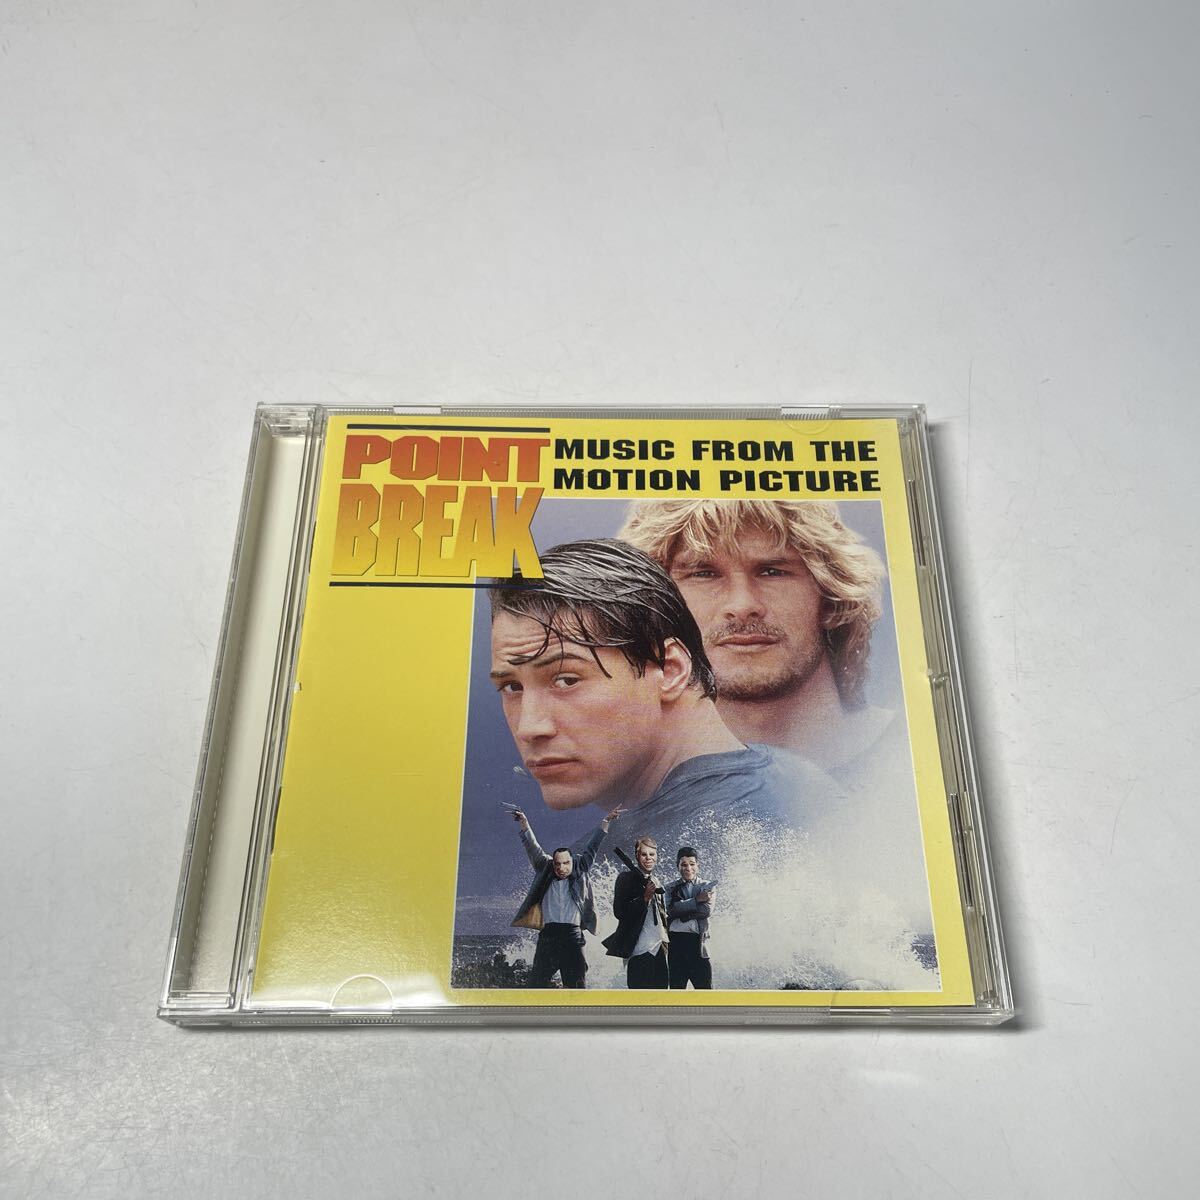 POINT
BREAK
MUSIC FROM THE
MOTION PICTURE